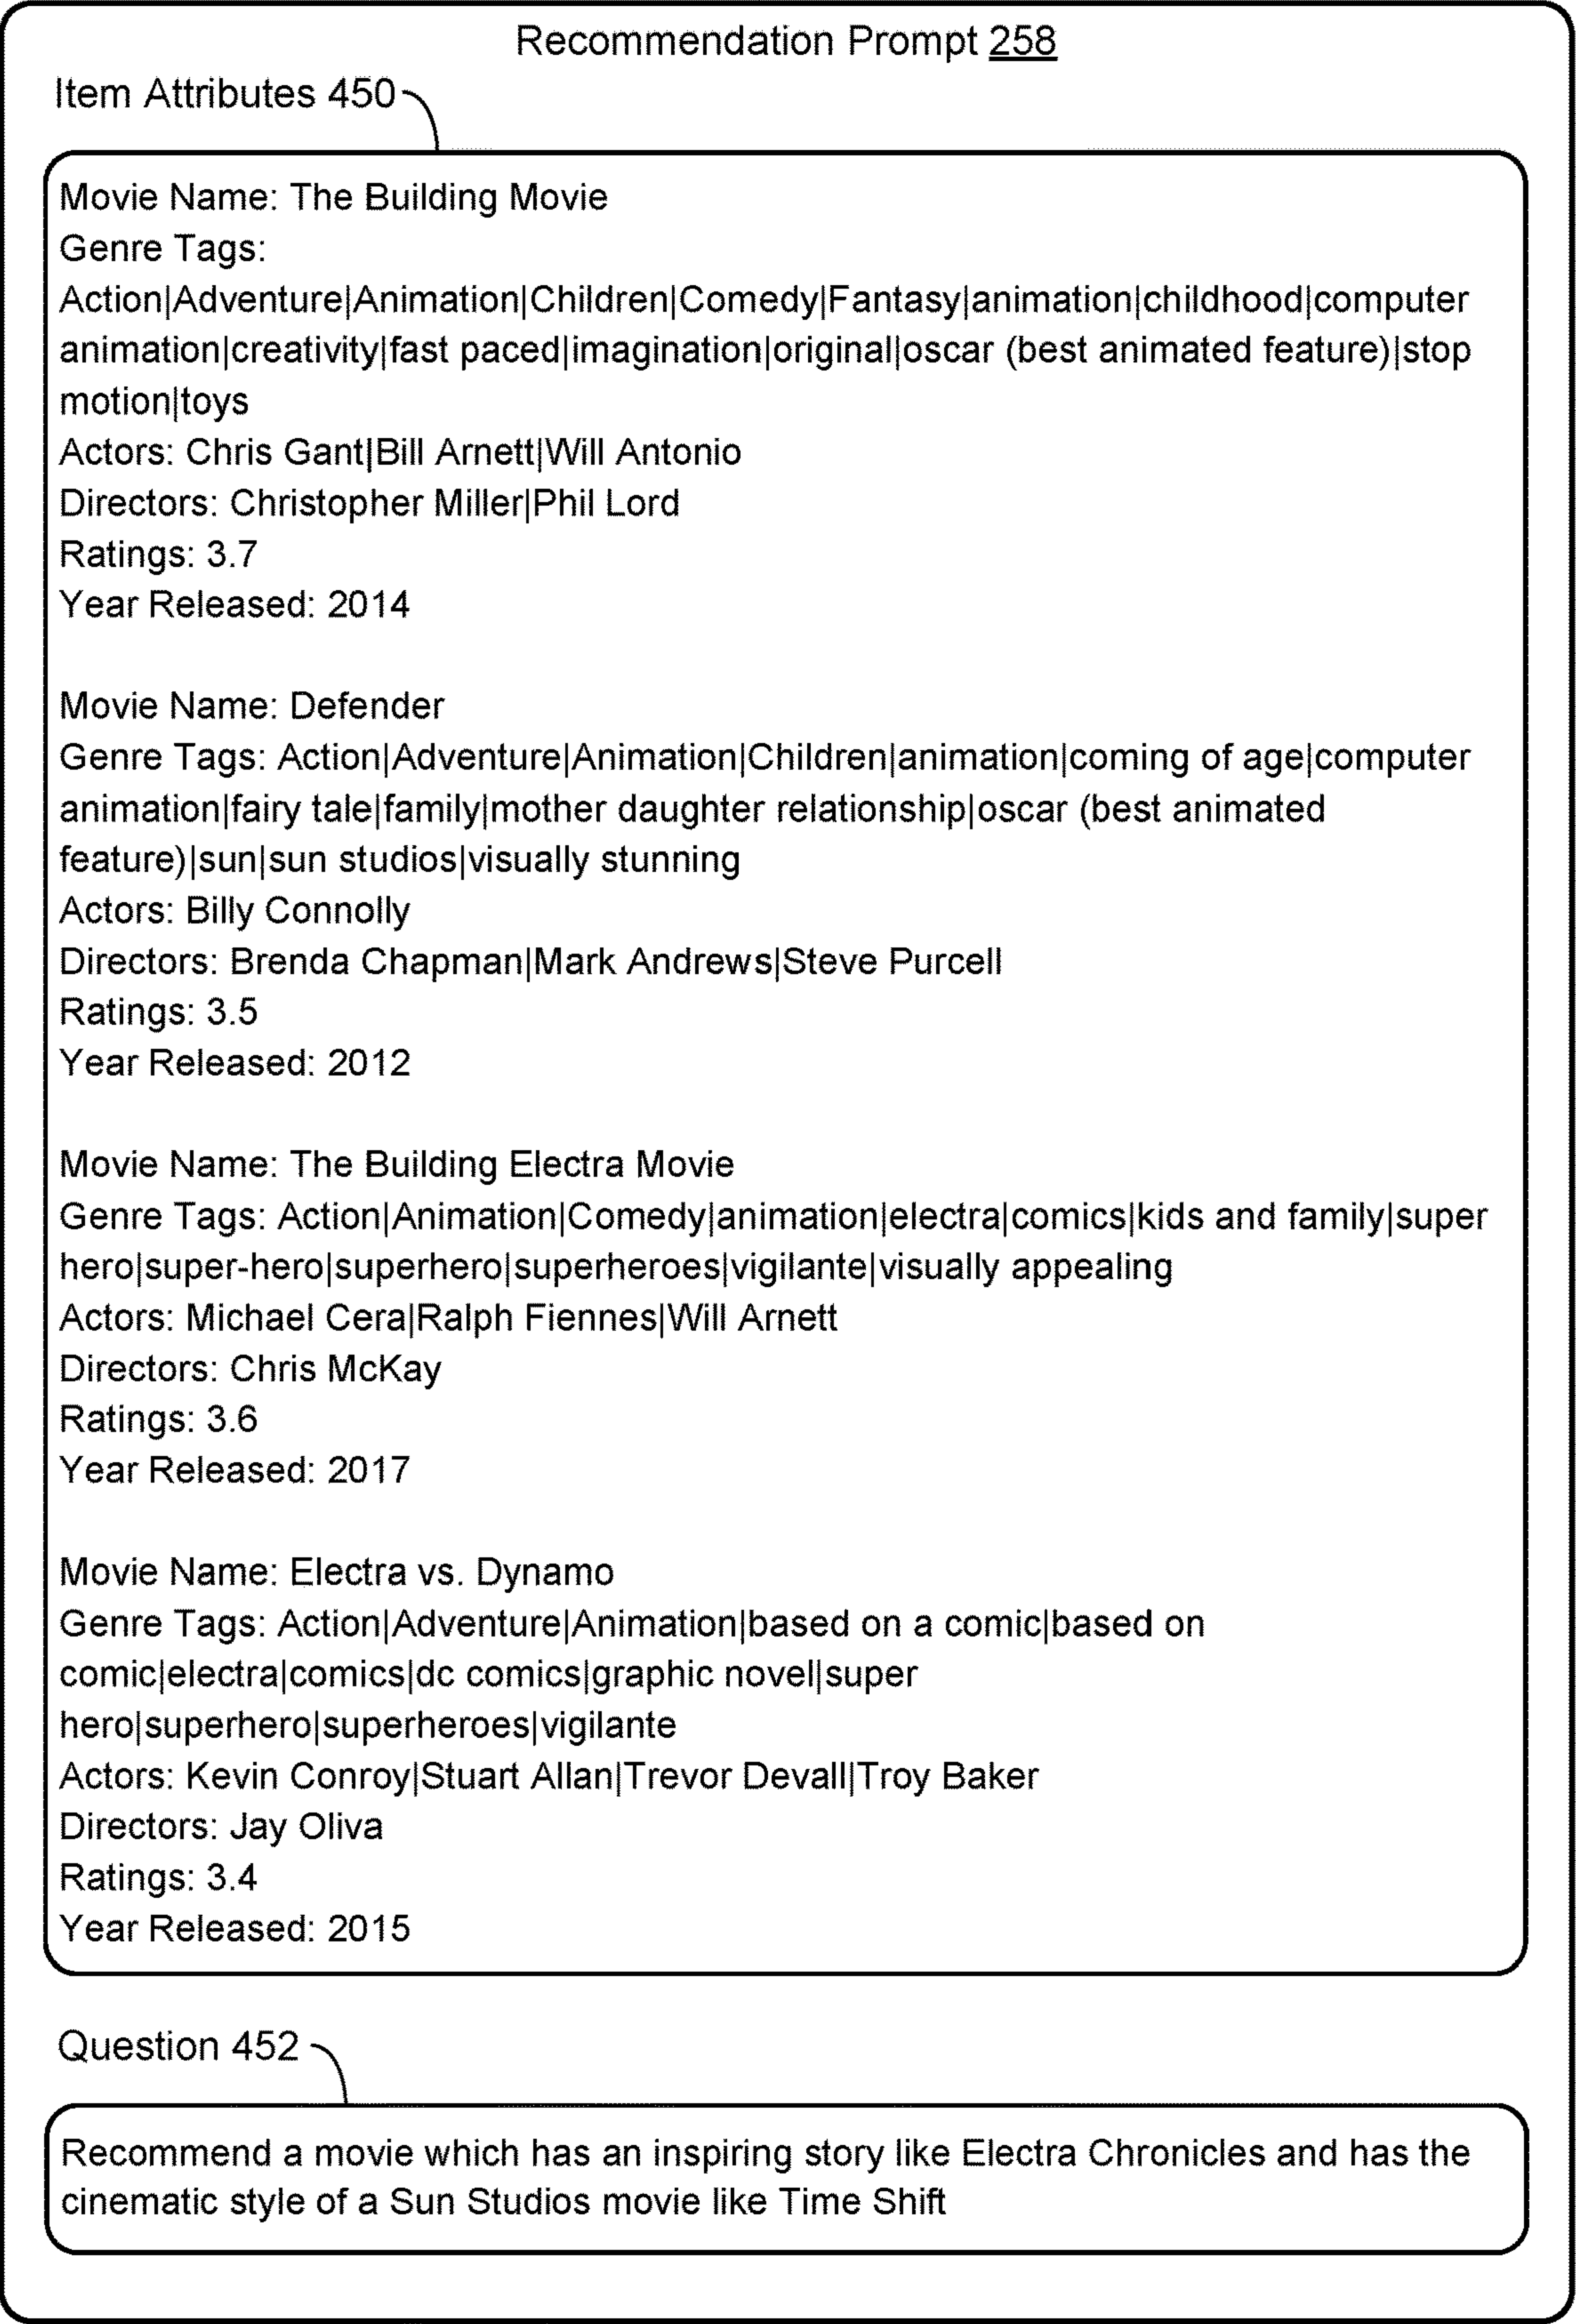 Recommendation Prompt 258
Item Attributes 450
Movie Name: The Building Movie
Genre Tags:
Action|Adventure|Animation|Children|Comedy|Fantasy|animation|childhood|computer
animation|creativity|fast paced|imagination|original|oscar (best animated feature)|stop
motion|toys
Actors: Chris Gant|Bill Arnett|Will Antonio
Directors: Christopher Miller|Phil Lord
Ratings: 3.7
Year Released: 2014
Movie Name: Defender
Genre Tags: Action|Adventure|Animation|Children|animation|coming of age|computer
animation|fairy tale|family|mother daughter relationship|oscar (best animated
feature)|sun|sun studios|visually stunning
Actors: Billy Connolly
Directors: Brenda Chapman|Mark Andrews|Steve Purcell
Ratings: 3.5
Year Released: 2012
Movie Name: The Building Electra Movie
Genre Tags: Action|Animation|Comedy|animation|electra|comics|kids and family|super
hero|super-hero|superhero|superheroes|vigilante|visually appealing
Actors: Michael Cera|Ralph Fiennes|Will Arnett
Directors: Chris McKay
Ratings: 3.6
Year Released: 2017
Movie Name: Electra vs. Dynamo
Genre Tags: Action|Adventure|Animation|based on a comic|based on
comic|electra|comics|dc comics|graphic novel|super
hero|superhero|superheroes|vigilante
Actors: Kevin Conroy|Stuart Allan|Trevor Devall|Troy Baker
Directors: Jay Oliva
Ratings: 3.4
Year Released: 2015
Question 452
Recommend a movie which has an inspiring story like Electra Chronicles and has the
cinematic style of a Sun Studios movie like Time Shift